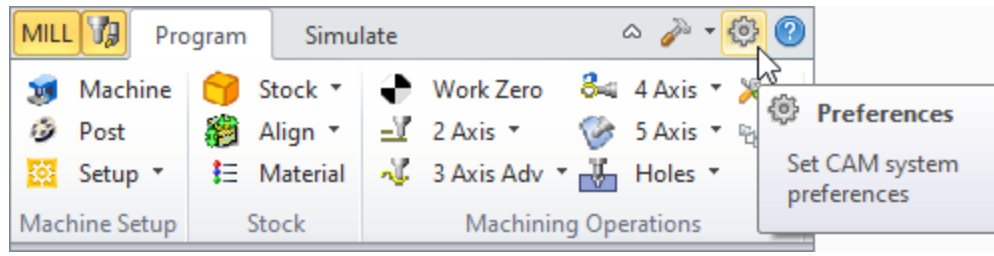 MILL Program Simulate
Machine Stock Work Zero 4 Axis
Post Align 2 Axis 5 Axis
Setup Material 3 Axis Adv Holes
Machine Setup Stock Machining Operations
Preferences
Set CAM system
preferences